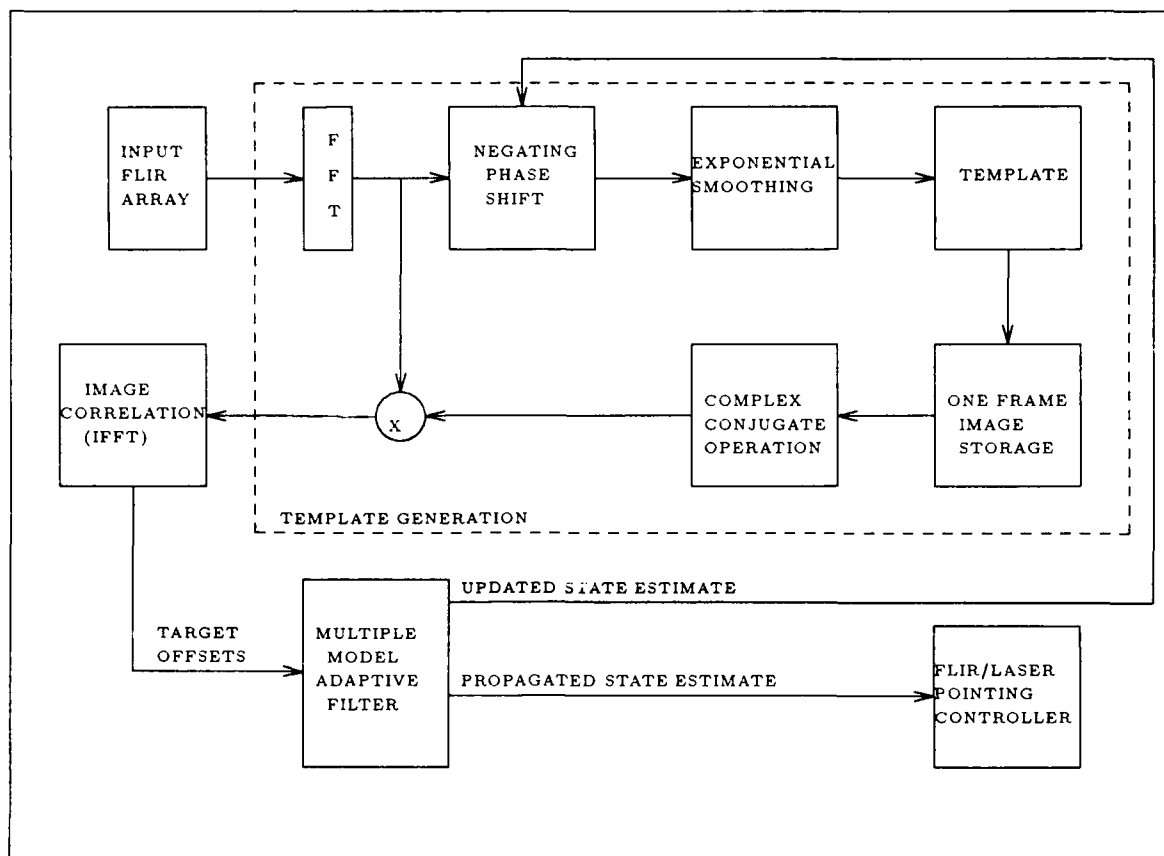 INPUT
FLIR
ARRAY
F
F
T
NEGATING
PHASE
SHIFT
EXPONENTIAL
SMOOTHING
TEMPLATE
IMAGE
CORRELATION
(IFFT)
X
COMPLEX
CONJUGATE
OPERATION
ONE FRAME
IMAGE
STORAGE
TEMPLATE GENERATION
TARGET
OFFSETS
MULTIPLE
MODEL
ADAPTIVE
FILTER
UPDATED STATE ESTIMATE
PROPAGATED STATE ESTIMATE
FLIR/LASER
POINTING
CONTROLLER